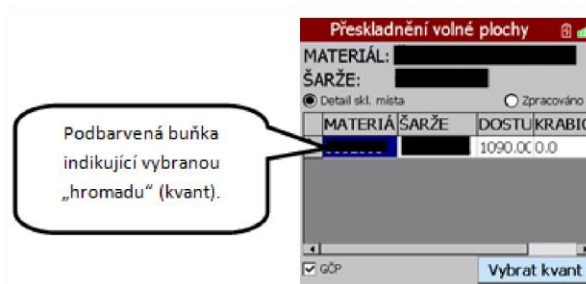 Přeskladnění volné plochy
MATERIÁL:
ŠARŽE:
Detail skl. místa Zpracováno
MATERIÁ ŠARŽE DOSTU KRABIC
1090.00 0.0
Podbarvená buňka
indikující vybranou
„hromadu“ (kvant).
GČP Vybrat kvant